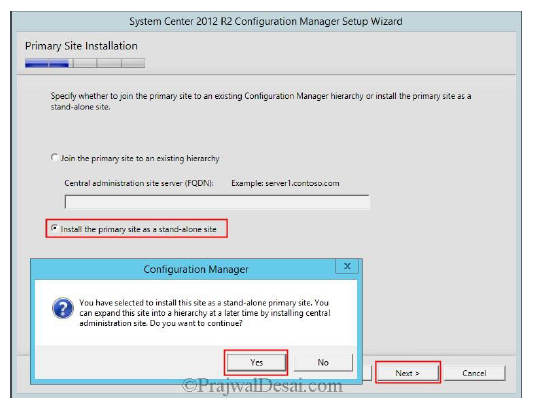 System Center 2012 R2 Configuration Manager Setup Wizard
Primary Site Installation
Specify whether to join the primary site to an existing Configuration Manager hierarchy or install the primary site as a
stand-alone site.
Join the primary site to an existing hierarchy
Central administration site server (FQDN): Example: server1.contoso.com
Install the primary site as a stand-alone site
Configuration Manager
x
You have selected to install this site as a stand-alone primary site. You
can expand this site into a hierarchy at a later time by installing central
administration site. Do you want to continue?
Yes No
Next > Cancel
©PrajwalDesai.com